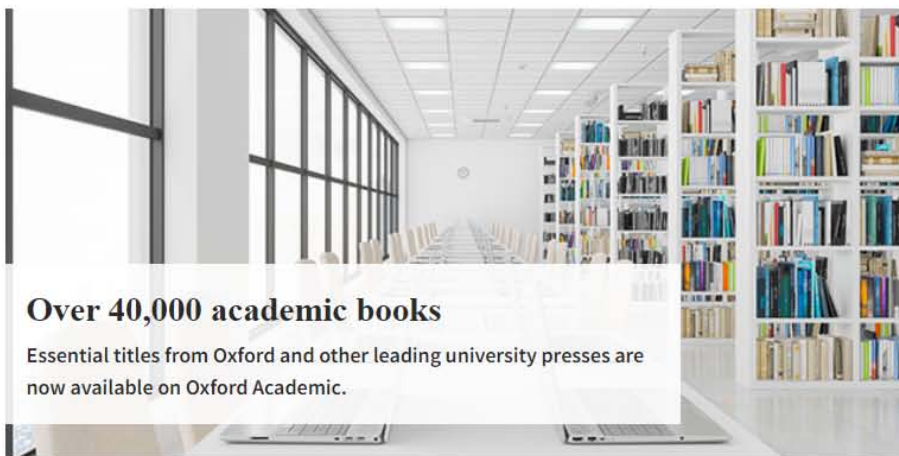 Over 40,000 academic books
Essential titles from Oxford and other leading university presses are
now available on Oxford Academic.